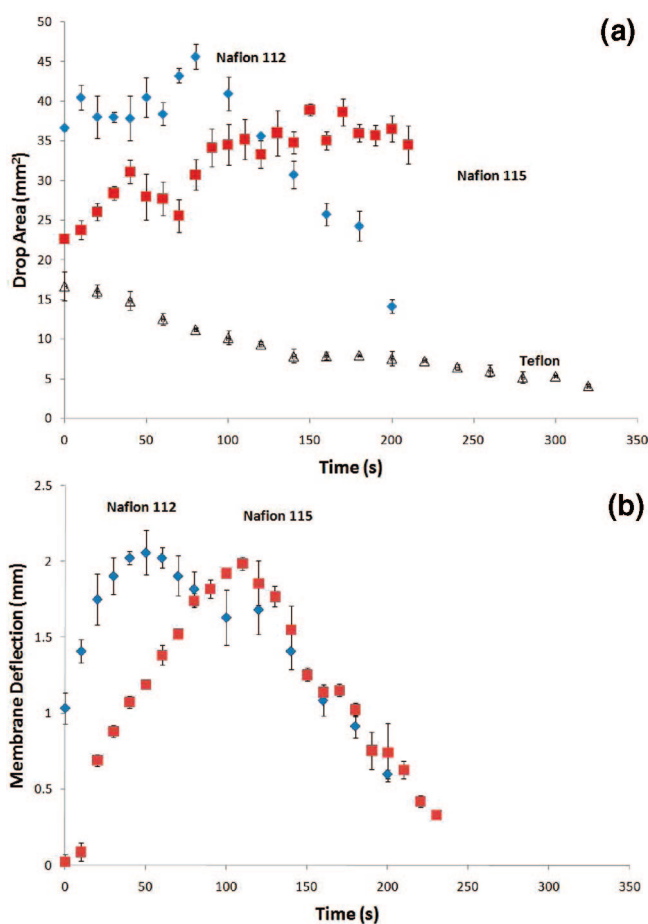 (a)
50
45
40
35
30
25
20
15
10
5
0
Drop Area (mm²)
Nafion 112
Nafion 115
Teflon
0 50 100 150 200 250 300 350
Time (s)
(b)
2.5
2
1.5
1
0.5
0
Membrane Deflection (mm)
Nafion 112
Nafion 115
0 50 100 150 200 250 300 350
Time (s)